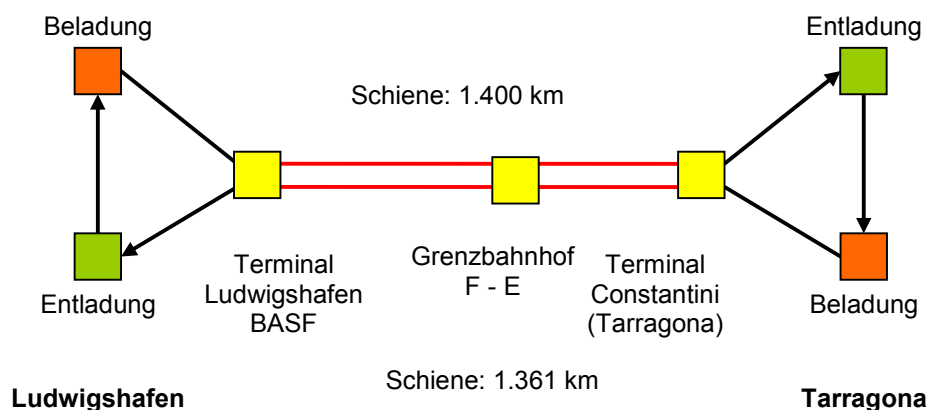 Beladung
Entladung
Schiene: 1.400 km
Entladung
Terminal
Ludwigshafen
BASF
Grenzbahnhof
F - E
Terminal
Constantini
(Tarragona)
Beladung
Schiene: 1.361 km
Ludwigshafen
Tarragona